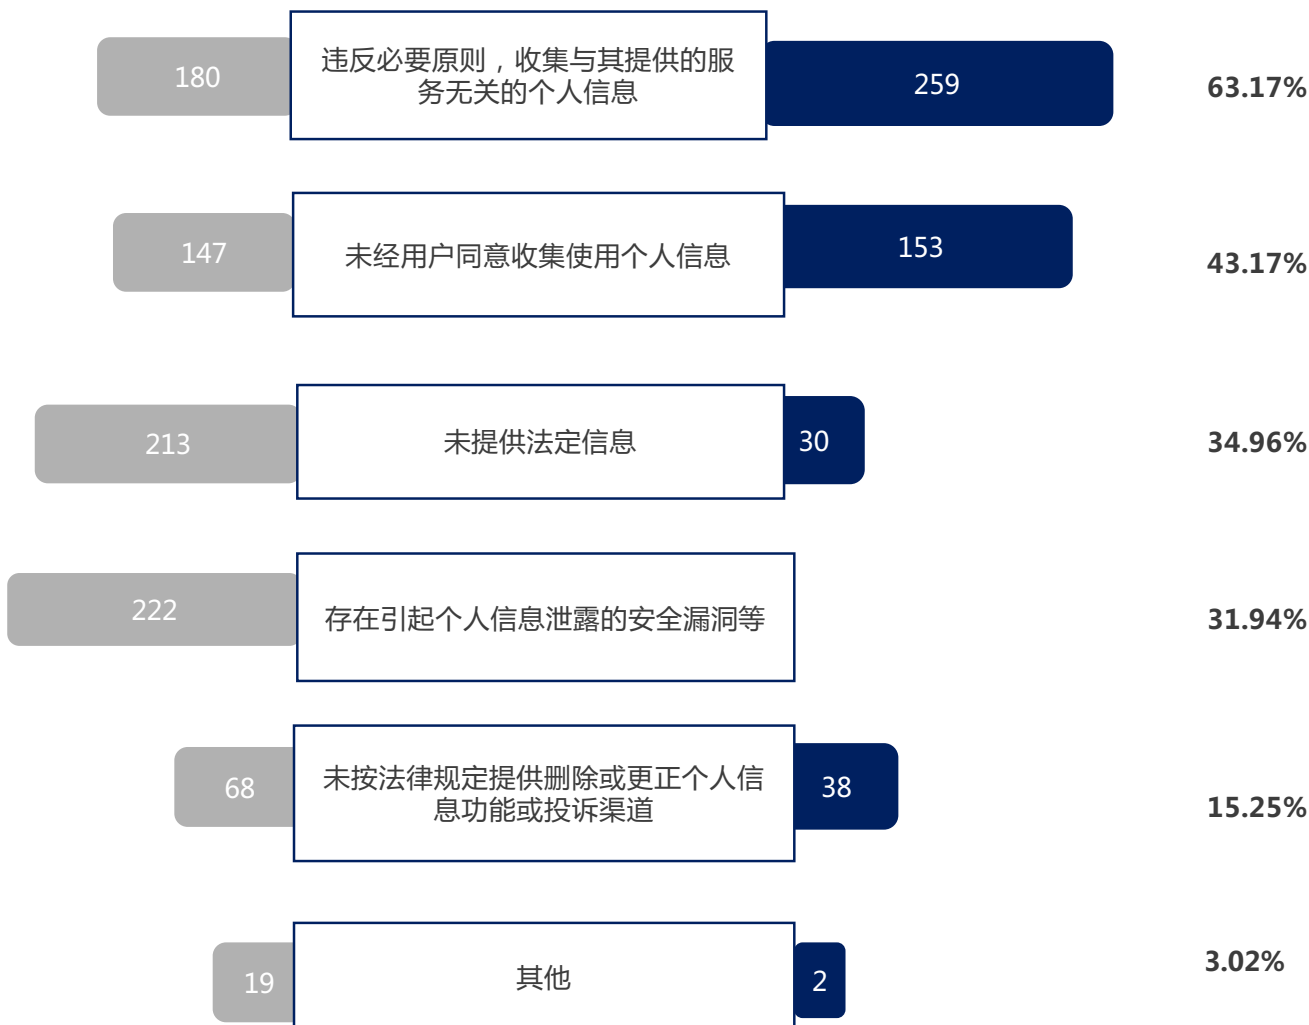 180
违反必要原则，收集与其提供的服
务无关的个人信息
259
63.17%
147
未经用户同意收集使用个人信息
153
43.17%
213
未提供法定信息
30
34.96%
222
存在引起个人信息泄露的安全漏洞等
31.94%
68
未按法律规定提供删除或更正个人信
息功能或投诉渠道
38
15.25%
19
其他
2
3.02%